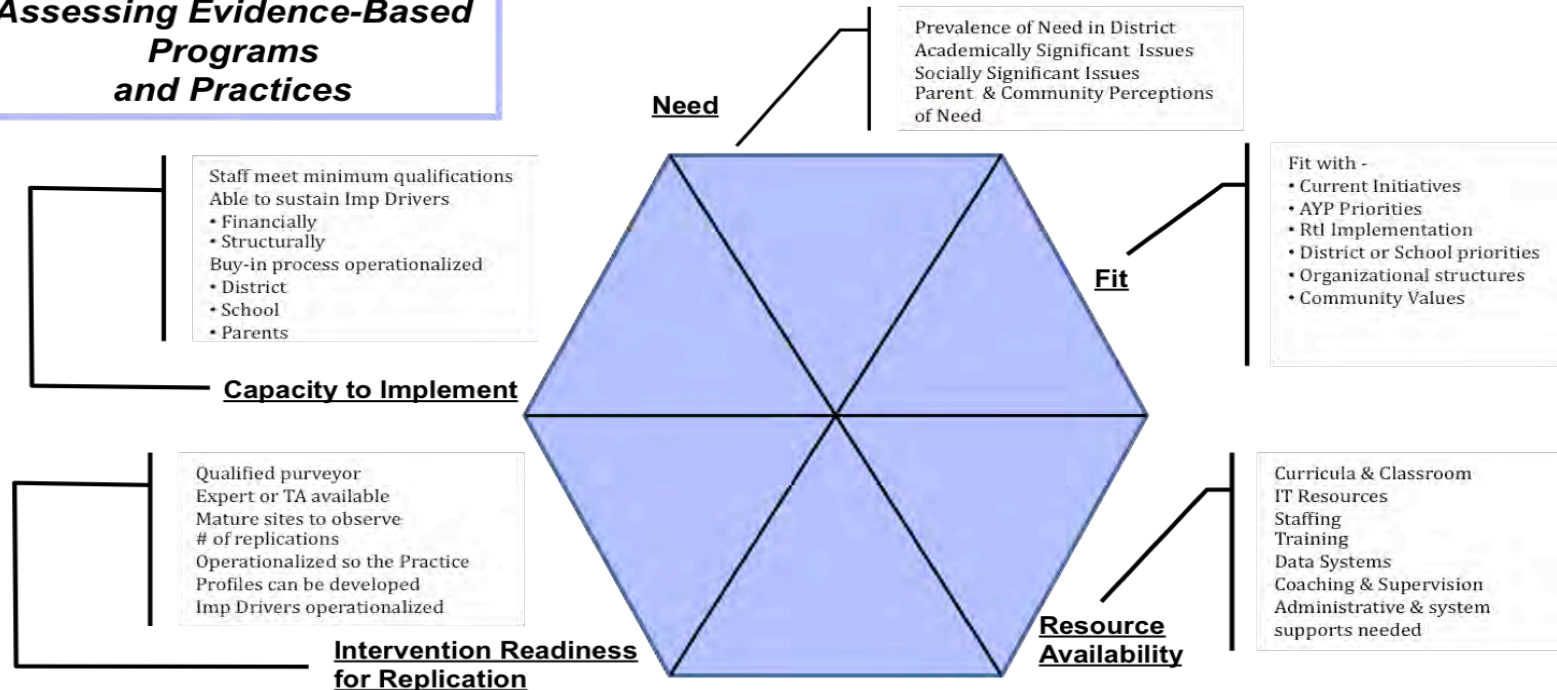 Assessing Evidence-Based
Programs
and Practices
Need
Prevalence of Need in District
Academically Significant Issues
Socially Significant Issues
Parent & Community Perceptions
of Need
Fit
Fit with -
• Current Initiatives
• AYP Priorities
• RtI Implementation
• District or School priorities
• Organizational structures
• Community Values
Staff meet minimum qualifications
Able to sustain Imp Drivers
• Financially
• Structurally
Buy-in process operationalized
• District
• School
• Parents
Capacity to Implement
Qualified purveyor
Expert or TA available
Mature sites to observe
# of replications
Operationalized so the Practice
Profiles can be developed
Imp Drivers operationalized
Intervention Readiness
for Replication
Resource
Availability
Curricula & Classroom
IT Resources
Staffing
Training
Data Systems
Coaching & Supervision
Administrative & system
supports needed